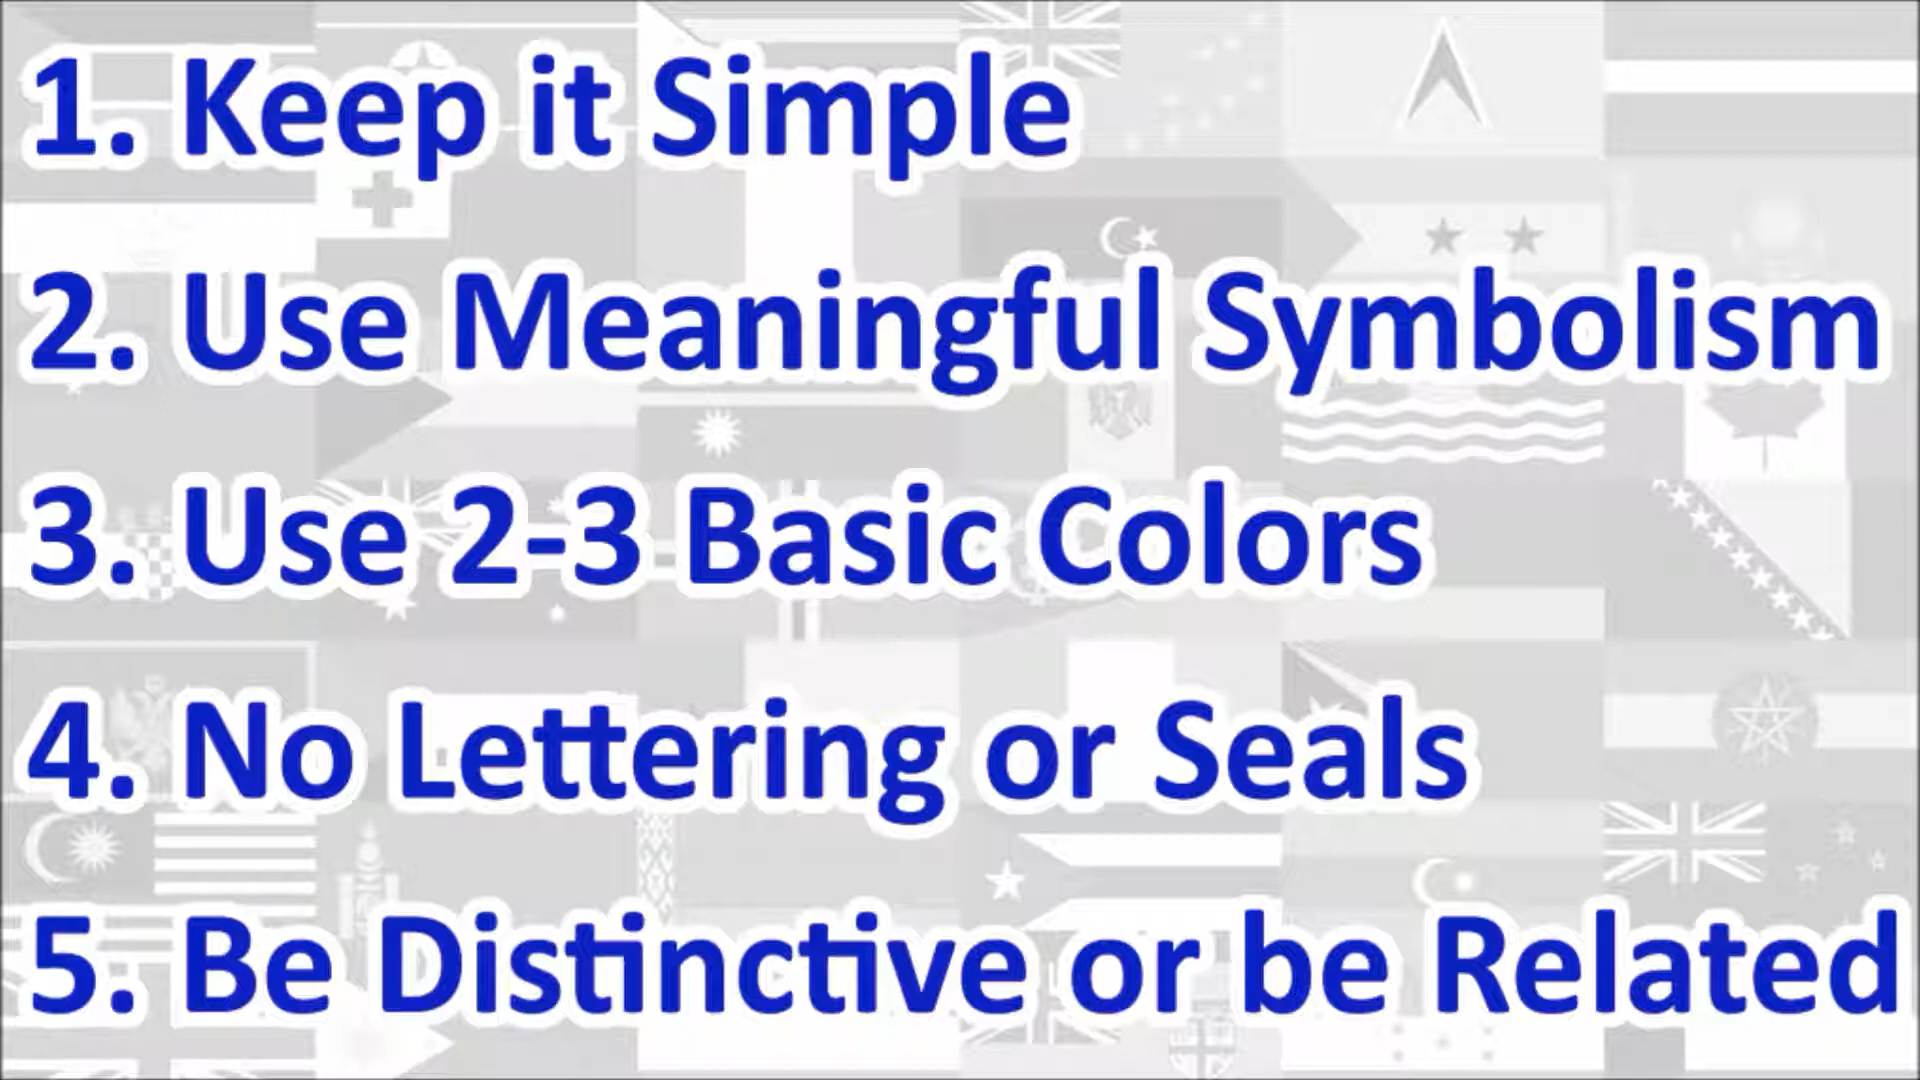 1. Keep it Simple
2. Use Meaningful Symbolism
3. Use 2-3 Basic Colors
4. No Lettering or Seals
5. Be Distinctive or be Related